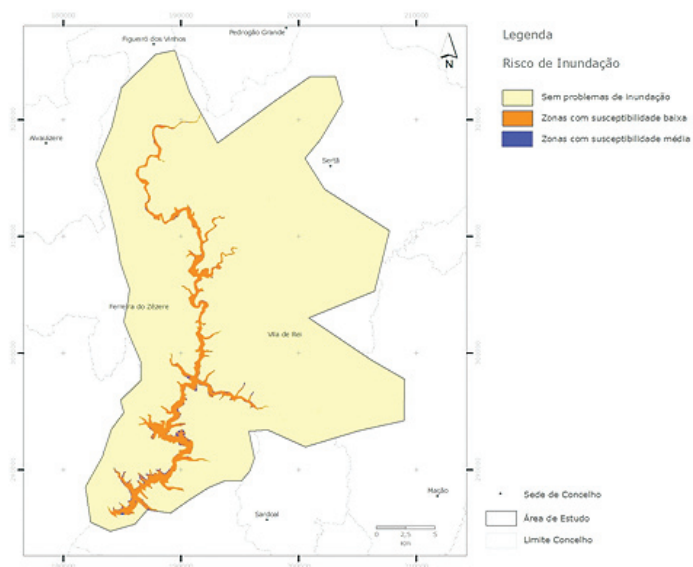 Figueiró dos Vinhos
Pedrogão Grande
N
Alvaiázere
Sertã
Ferreira do Zêzere
Vila de Rei
Mação
Sardoal
0 2,5 5
Km
Legenda
Risco de Inundação
Sem problemas de inundação
Zonas com susceptibilidade baixa
Zonas com susceptibilidade média
Sede de Concelho
Área de Estudo
Limite Concelho